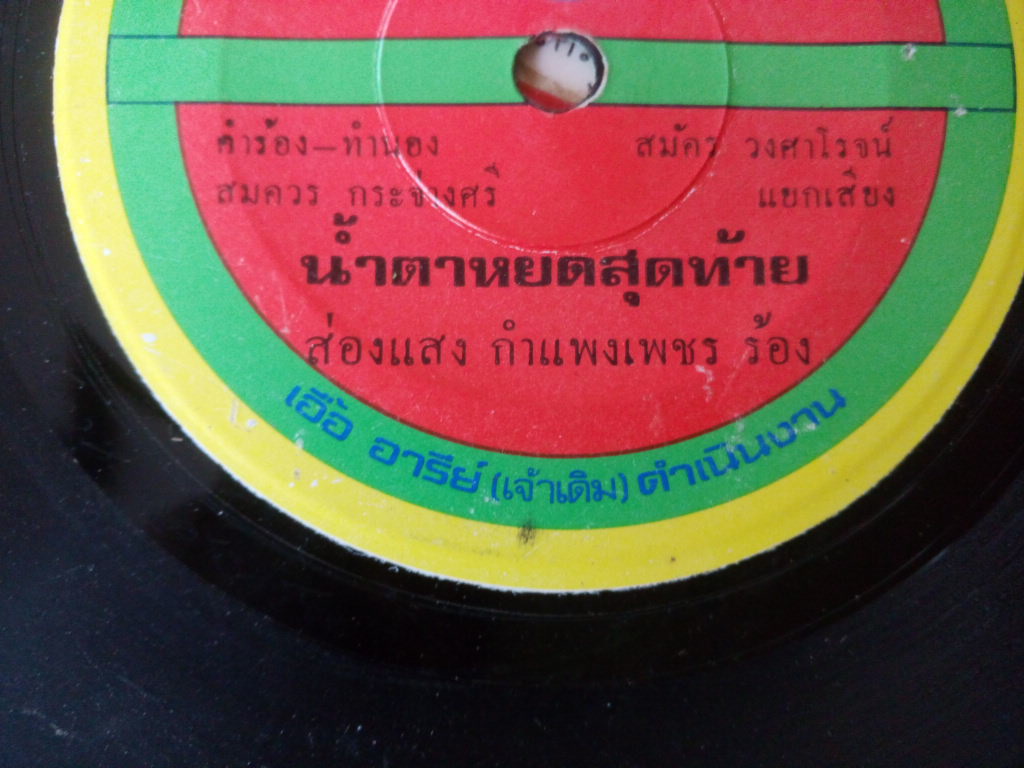 คำร้อง–ทำนอง สมัคร วงศาโรจน์
สมควร กระจ่างศรี แยกเสียง
น้ำตาหยดสุดท้าย
ส่องแสง กำแพงเพชร ร้อง
เอื้อ อารีย์ (เจ้าเดิม) ดำเนินงาน